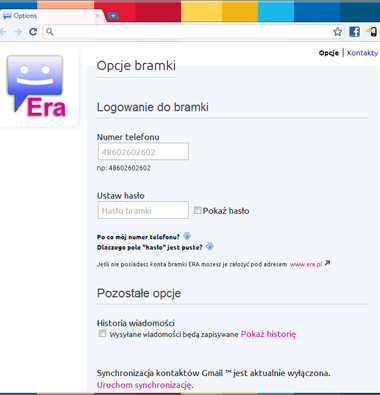 Options
Opcje | Kontakty
Era
Opcje bramki
Logowanie do bramki
Numer telefonu
48602602602
np: 48602602602
Ustaw hasło
Hasło bramki
Pokaż hasło
Po co mój numer telefonu?
Dlaczego pole "hasło" jest puste?
Jeśli nie posiadasz konta bramki ERA możesz je założyć pod adresem: www.era.pl
Pozostałe opcje
Historia wiadomości
Wysyłane wiadomości będą zapisywane Pokaż historię
Synchronizacja kontaktów Gmail ™ jest aktualnie wyłączona.
Uruchom synchronizację.